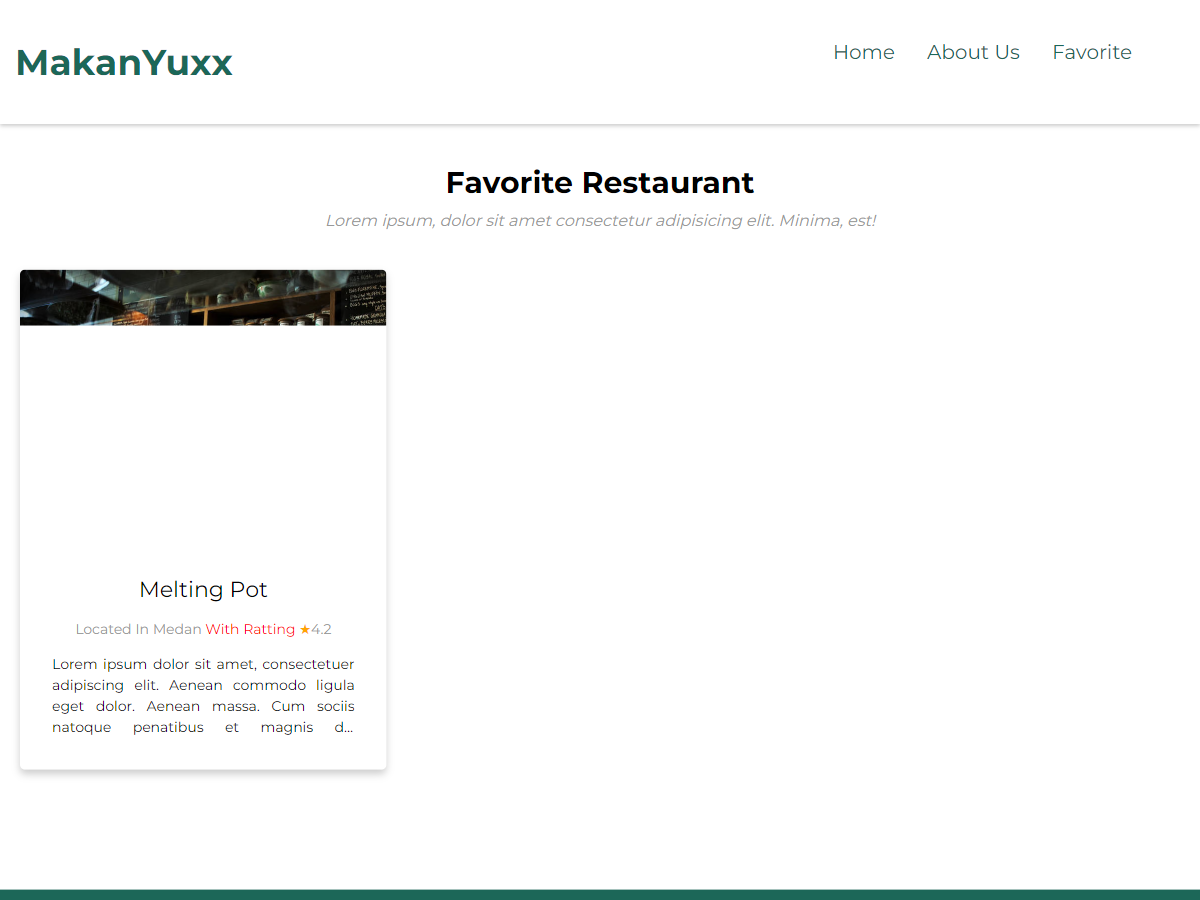 MakanYuxx
Home
About Us
Favorite
Favorite Restaurant
Lorem ipsum, dolor sit amet consectetur adipisicing elit. Minima, est!
Melting Pot
Located In Medan With Ratting ★4.2
Lorem ipsum dolor sit amet, consectetuer
adipiscing elit. Aenean commodo ligula
eget dolor. Aenean massa. Cum sociis
natoque penatibus et magnis d...